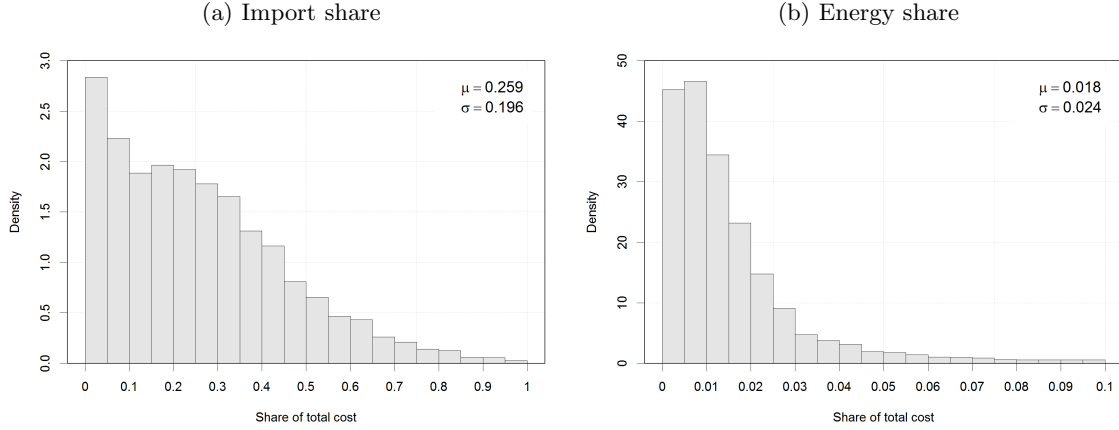 (a) Import share
μ = 0.259
σ = 0.196
3.0
2.5
2.0
1.5
1.0
0.5
0.0
Density
0 0.1 0.2 0.3 0.4 0.5 0.6 0.7 0.8 0.9 1
Share of total cost
(b) Energy share
μ = 0.018
σ = 0.024
50
40
30
20
10
0
Density
0 0.01 0.02 0.03 0.04 0.05 0.06 0.07 0.08 0.09 0.1
Share of total cost